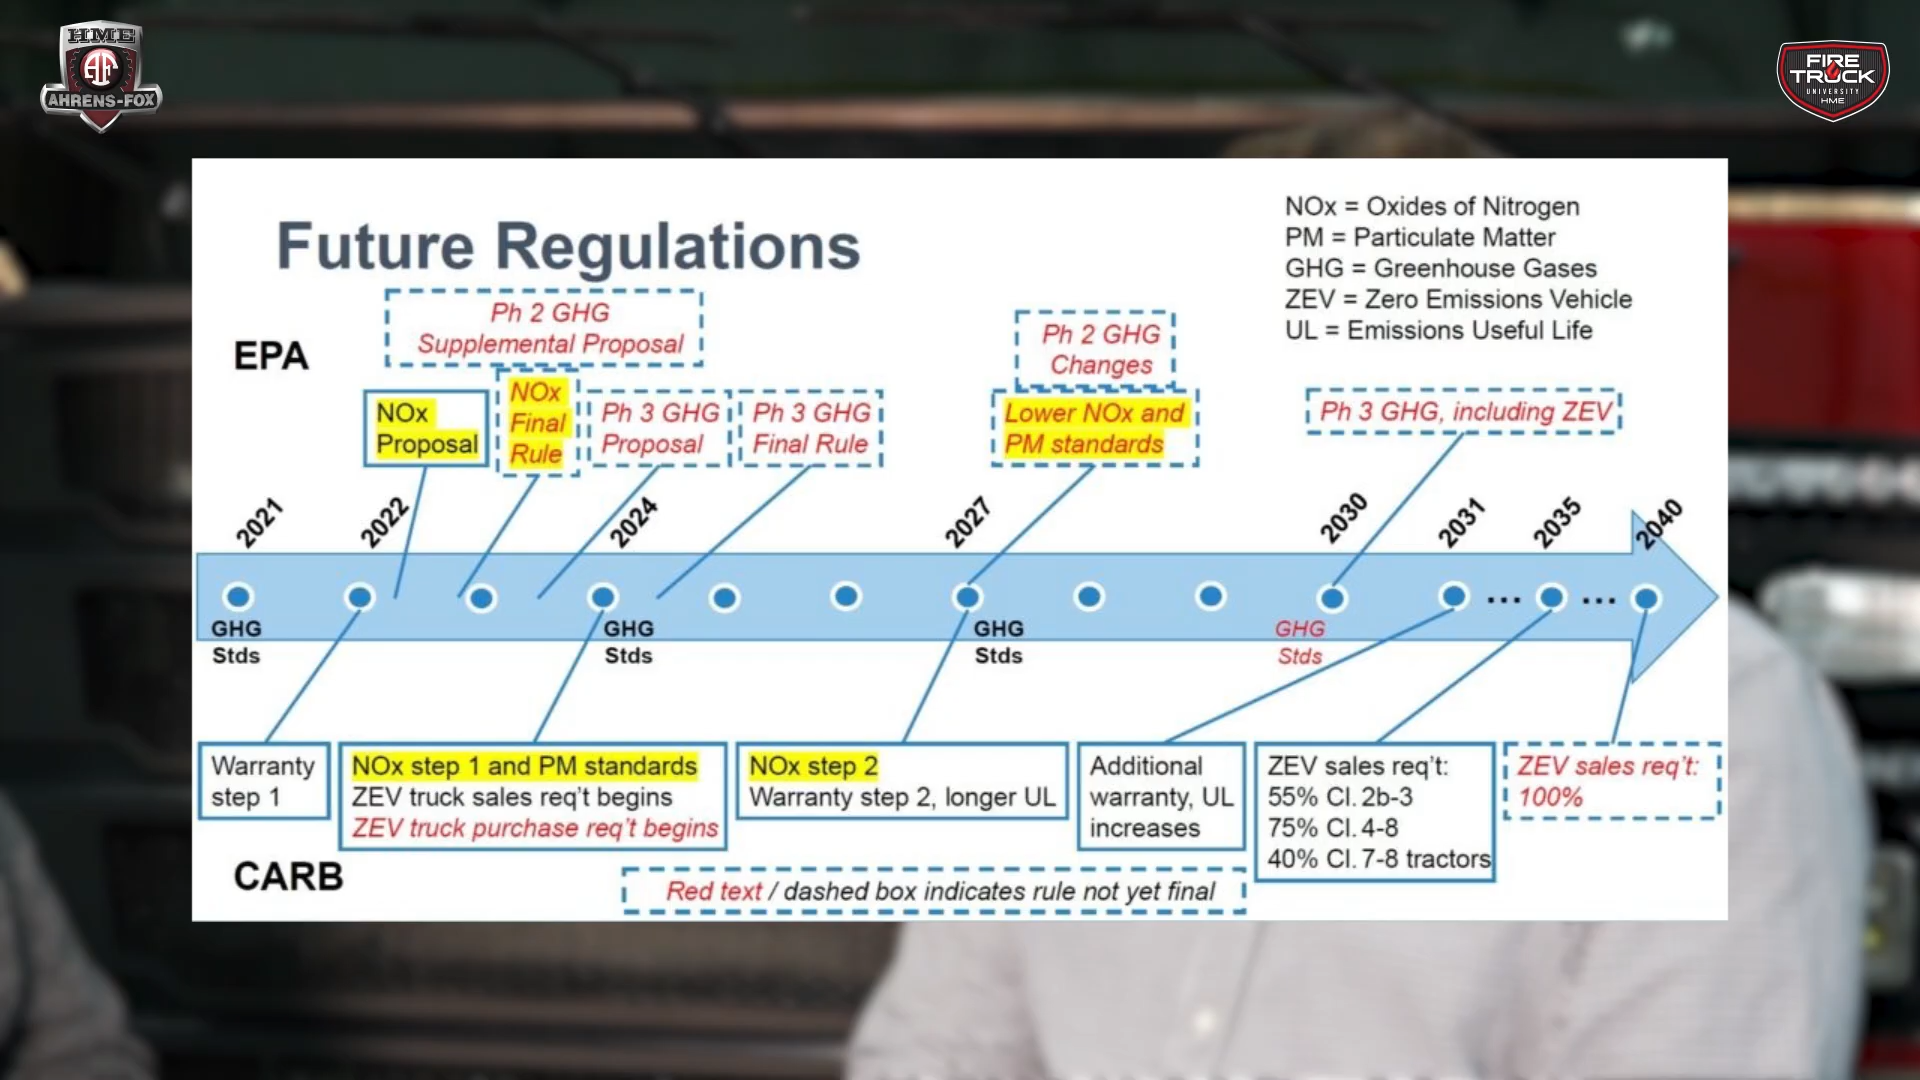 HME
AHRENS-FOX
FIRE
TRUCK
UNIVERSITY
HME
Future Regulations
NOx = Oxides of Nitrogen
PM = Particulate Matter
GHG = Greenhouse Gases
ZEV = Zero Emissions Vehicle
UL = Emissions Useful Life
EPA
Ph 2 GHG
Supplemental Proposal
NOx
Proposal
NOx
Final
Rule
Ph 3 GHG
Proposal
Ph 3 GHG
Final Rule
Ph 2 GHG
Changes
Lower NOx and
PM standards
Ph 3 GHG, including ZEV
2021
2022
2024
2027
2030
2031
2035
2040
... ...
GHG
Stds
GHG
Stds
GHG
Stds
GHG
Stds
Warranty
step 1
NOx step 1 and PM standards
ZEV truck sales req't begins
ZEV truck purchase req't begins
NOx step 2
Warranty step 2, longer UL
Additional
warranty, UL
increases
ZEV sales req't:
55% Cl. 2b-3
75% Cl. 4-8
40% Cl. 7-8 tractors
ZEV sales req't:
100%
CARB
Red text / dashed box indicates rule not yet final